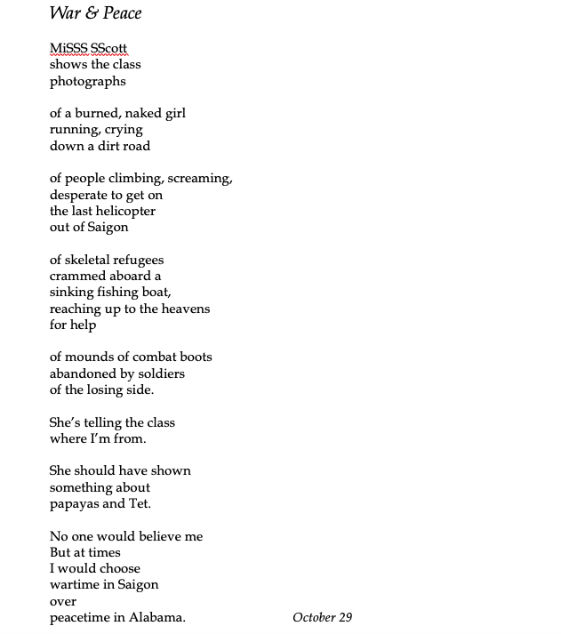 War & Peace
MiSSS SScott
shows the class
photographs
of a burned, naked girl
running, crying
down a dirt road
of people climbing, screaming,
desperate to get on
the last helicopter
out of Saigon
of skeletal refugees
crammed aboard a
sinking fishing boat,
reaching up to the heavens
for help
of mounds of combat boots
abandoned by soldiers
of the losing side.
She’s telling the class
where I’m from.
She should have shown
something about
papayas and Tet.
No one would believe me
But at times
I would choose
wartime in Saigon
over
peacetime in Alabama. October 29